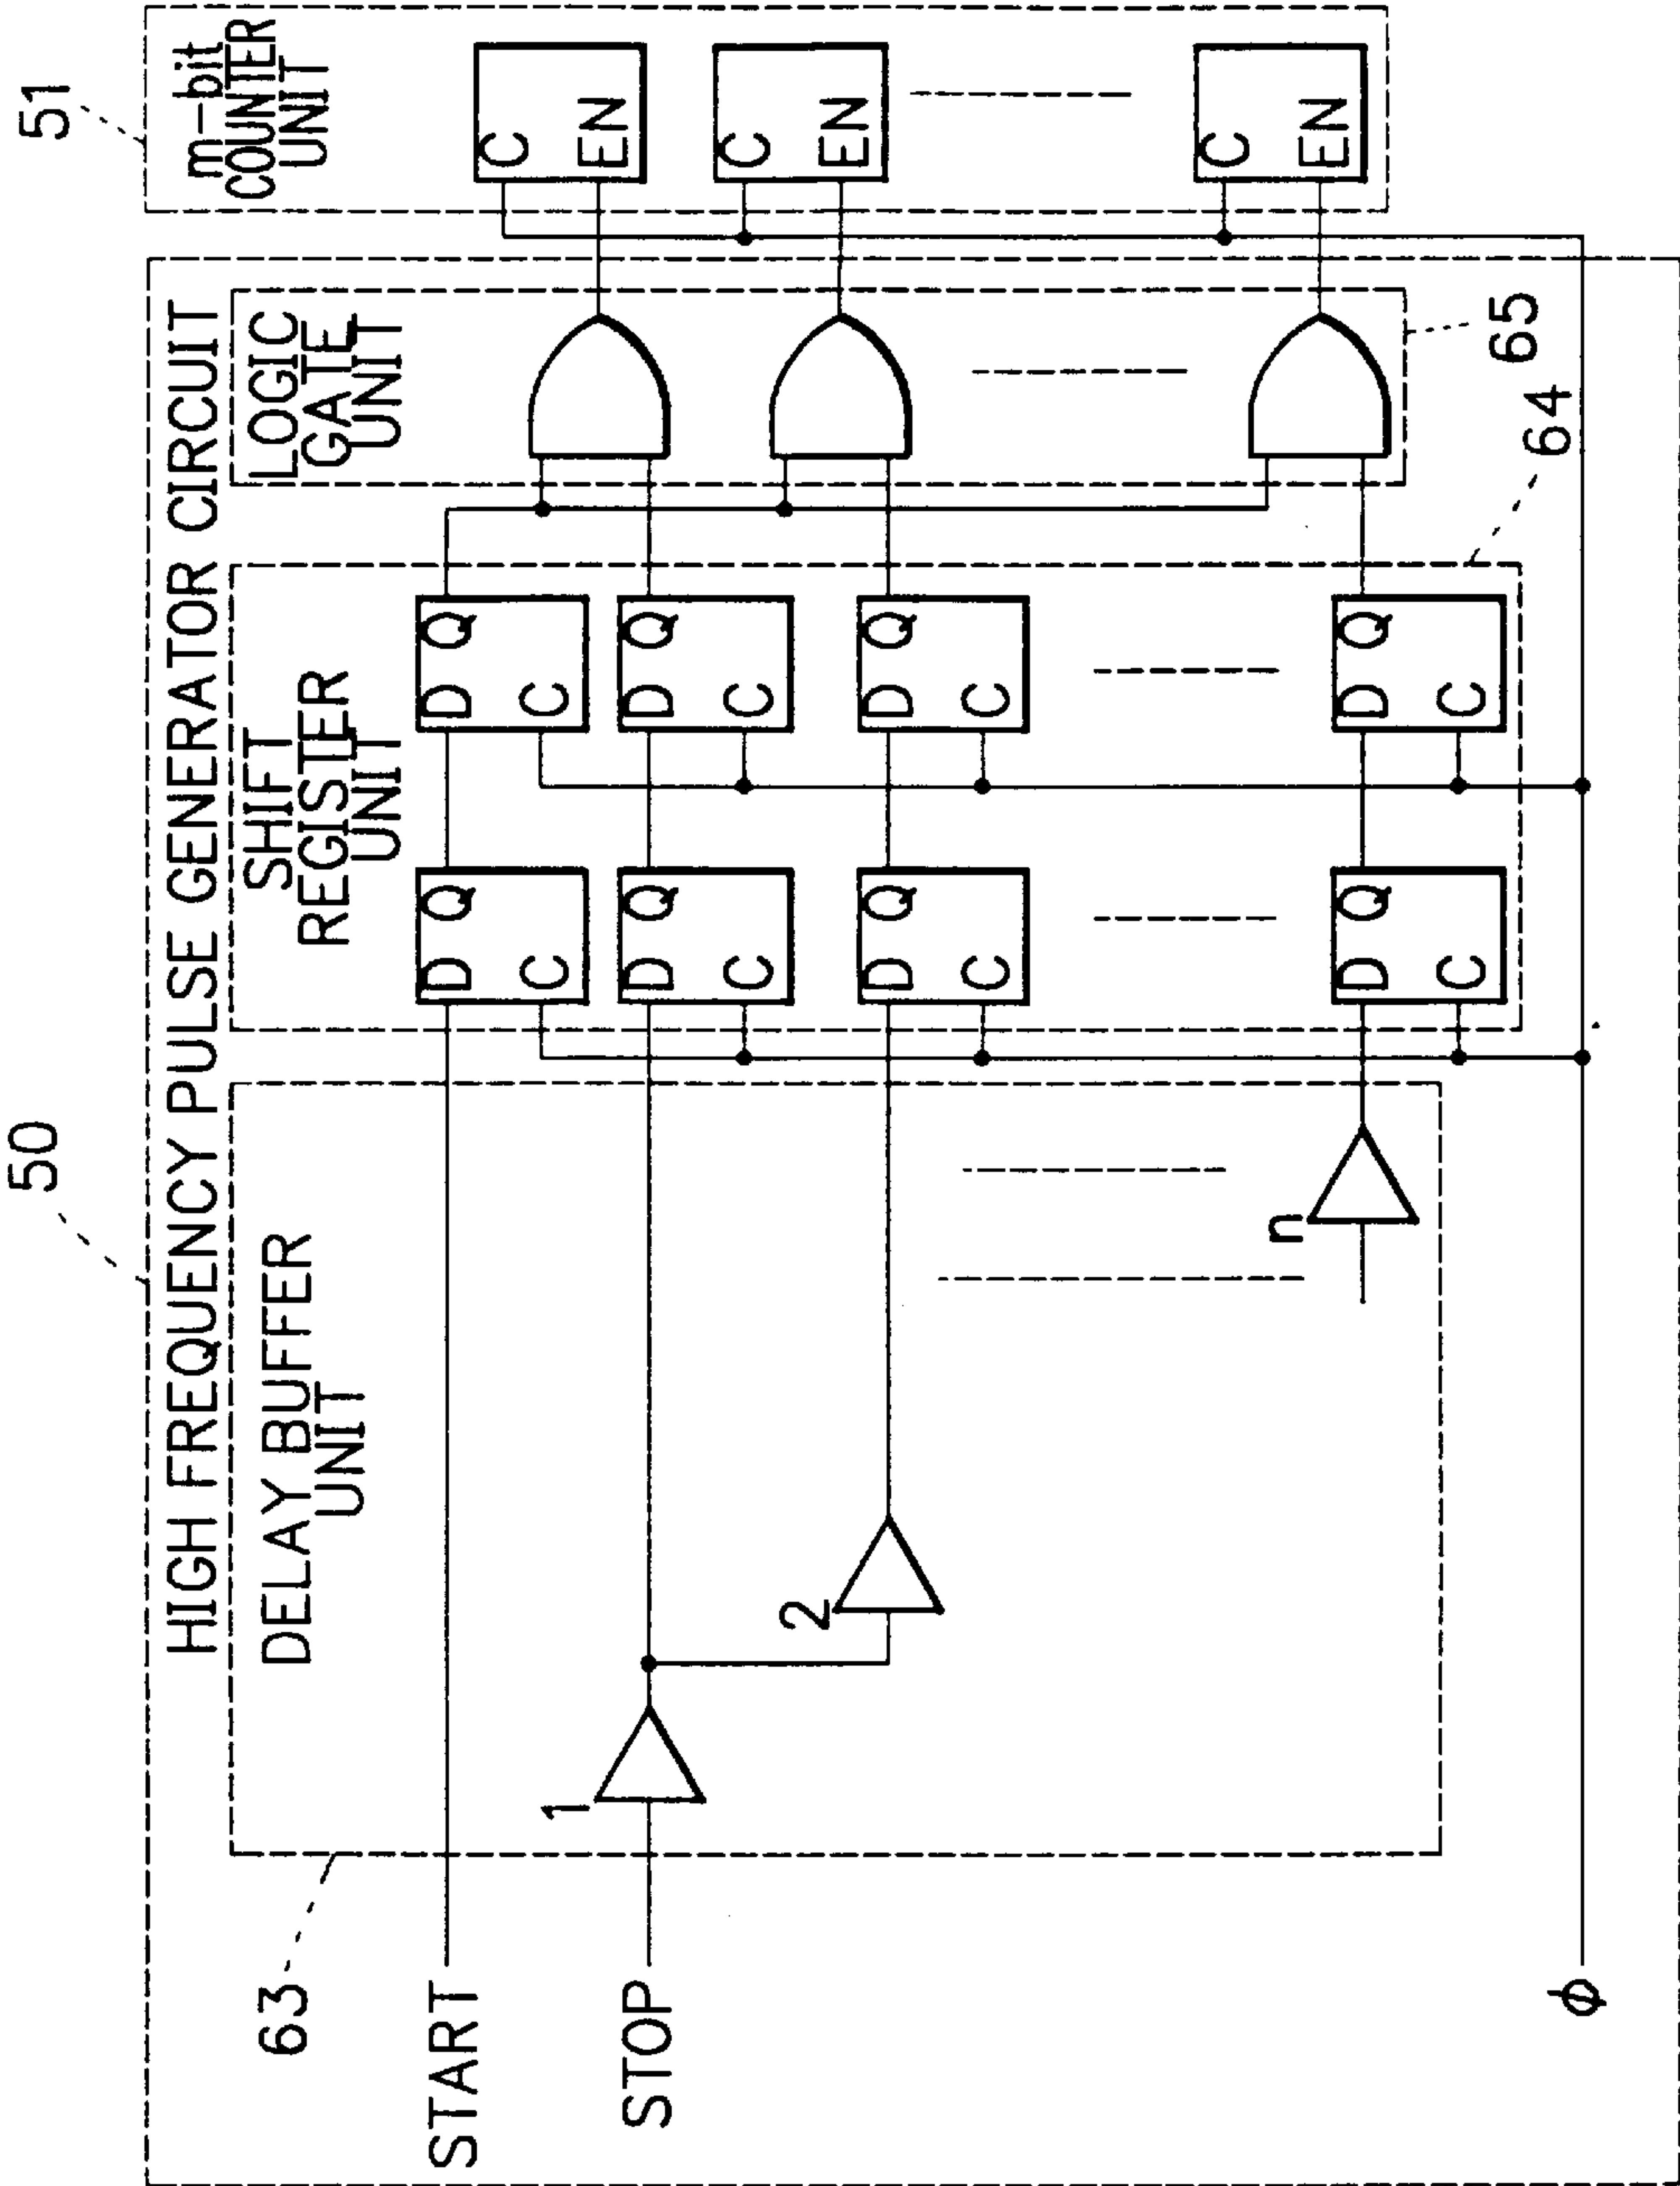 50
51
HIGH FREQUENCY PULSE GENERATOR CIRCUIT
m-bit
COUNTER
UNIT
DELAY BUFFER
UNIT
SHIFT
REGISTER
UNIT
LOGIC
GATE
UNIT
63
START
STOP
1
2
n
D Q
C
D Q
C
D Q
C
D Q
C
D Q
C
D Q
C
D Q
C
D Q
C
C
EN
C
EN
C
EN
64
65
ϕ